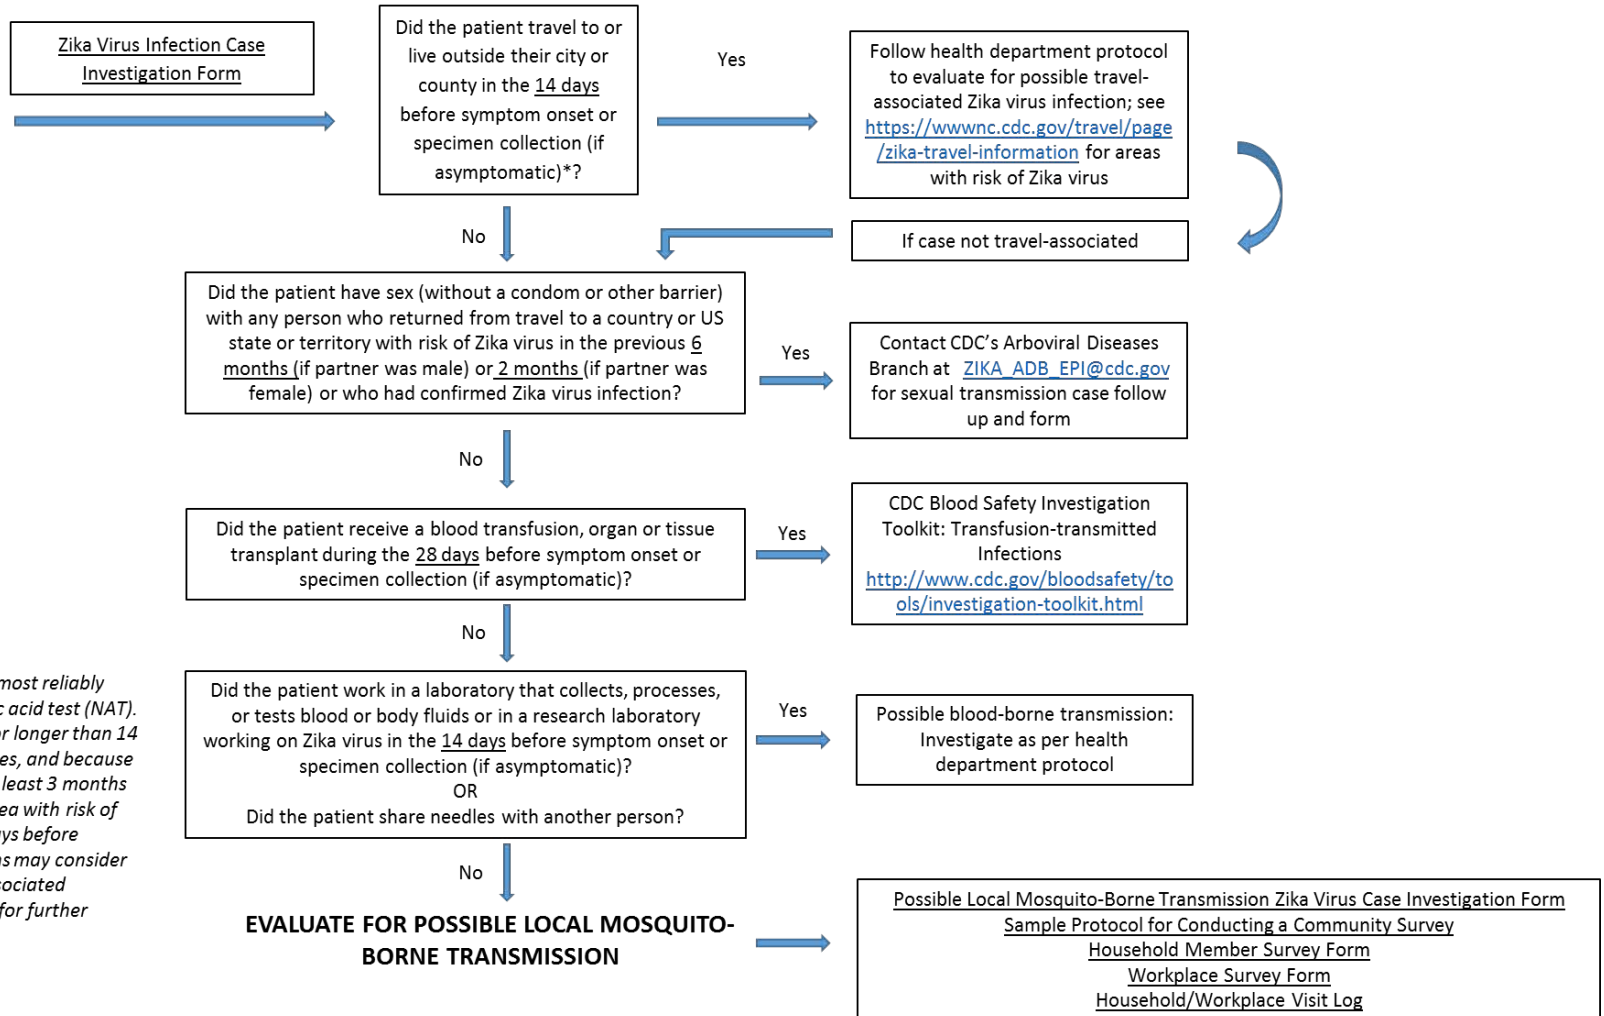 Zika Virus Infection Case
Investigation Form
Did the patient travel to or
live outside their city or
county in the 14 days
before symptom onset or
specimen collection (if
asymptomatic)*?
Yes
Follow health department protocol
to evaluate for possible travel-
associated Zika virus infection; see
https://wwwnc.cdc.gov/travel/page
/zika-travel-information for areas
with risk of Zika virus
No
If case not travel-associated
Did the patient have sex (without a condom or other barrier)
with any person who returned from travel to a country or US
state or territory with risk of Zika virus in the previous 6
months (if partner was male) or 2 months (if partner was
female) or who had confirmed Zika virus infection?
Yes
Contact CDC’s Arboviral Diseases
Branch at ZIKA_ADB_EPI@cdc.gov
for sexual transmission case follow
up and form
No
Did the patient receive a blood transfusion, organ or tissue
transplant during the 28 days before symptom onset or
specimen collection (if asymptomatic)?
Yes
CDC Blood Safety Investigation
Toolkit: Transfusion-transmitted
Infections
http://www.cdc.gov/bloodsafety/to
ols/investigation-toolkit.html
No
most reliably
c acid test (NAT).
or longer than 14
es, and because
least 3 months
ea with risk of
ys before
ns may consider
sociated
for further
Did the patient work in a laboratory that collects, processes,
or tests blood or body fluids or in a research laboratory
working on Zika virus in the 14 days before symptom onset or
specimen collection (if asymptomatic)?
OR
Did the patient share needles with another person?
Yes
Possible blood-borne transmission:
Investigate as per health
department protocol
No
EVALUATE FOR POSSIBLE LOCAL MOSQUITO-
BORNE TRANSMISSION
Possible Local Mosquito-Borne Transmission Zika Virus Case Investigation Form
Sample Protocol for Conducting a Community Survey
Household Member Survey Form
Workplace Survey Form
Household/Workplace Visit Log